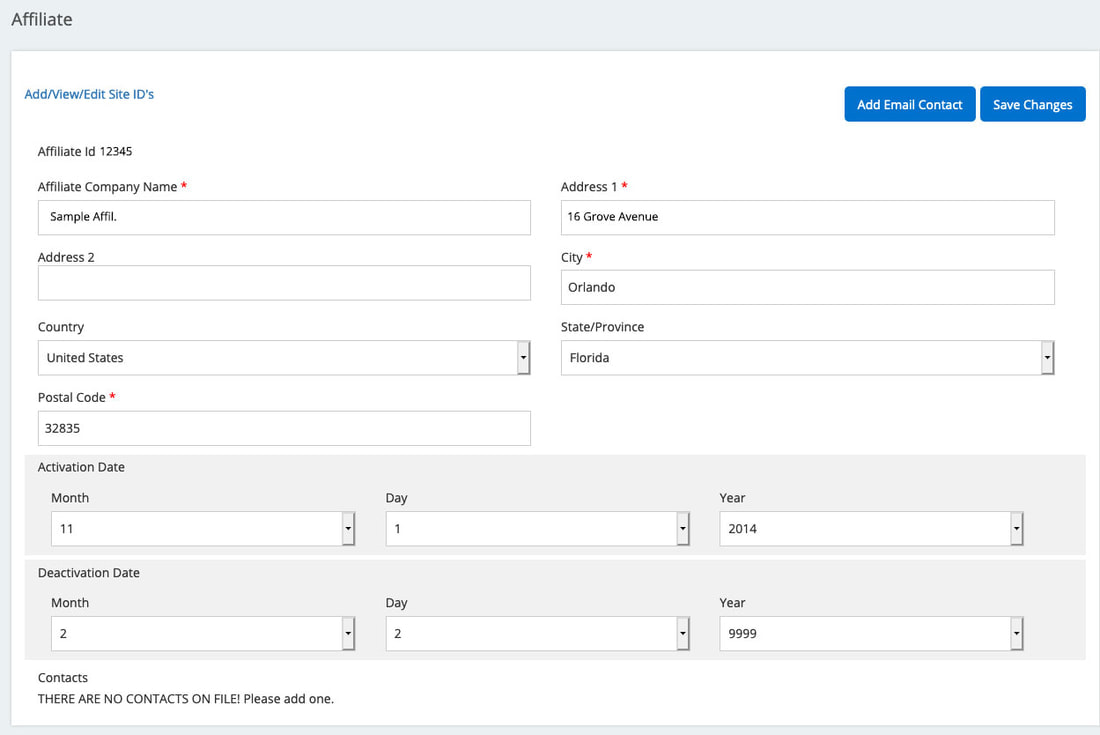 Affiliate
Add/View/Edit Site ID's
Add Email Contact
Save Changes
Affiliate Id 12345
Affiliate Company Name *
Address 1 *
Sample Affil.
16 Grove Avenue
Address 2
City *
Orlando
Country
State/Province
United States
Florida
Postal Code *
32835
Activation Date
Month
Day
Year
11
1
2014
Deactivation Date
Month
Day
Year
2
2
9999
Contacts
THERE ARE NO CONTACTS ON FILE! Please add one.